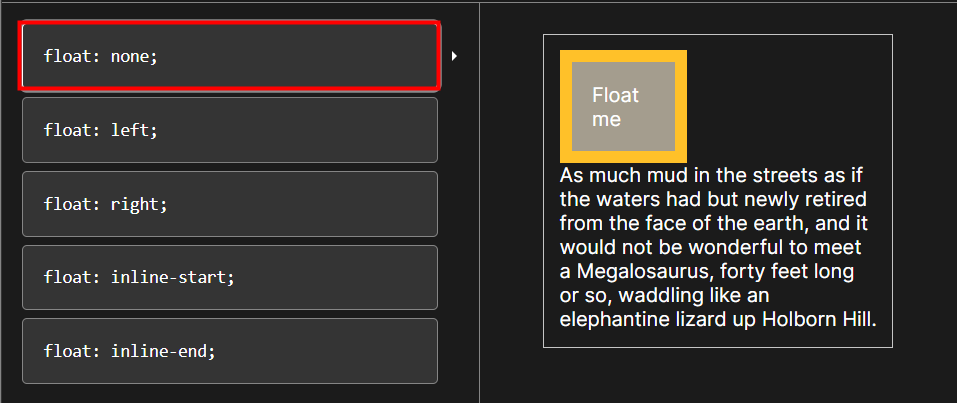 float: none;
float: left;
float: right;
float: inline-start;
float: inline-end;
Float
me
As much mud in the streets as if
the waters had but newly retired
from the face of the earth, and it
would not be wonderful to meet
a Megalosaurus, forty feet long
or so, waddling like an
elephantine lizard up Holborn Hill.